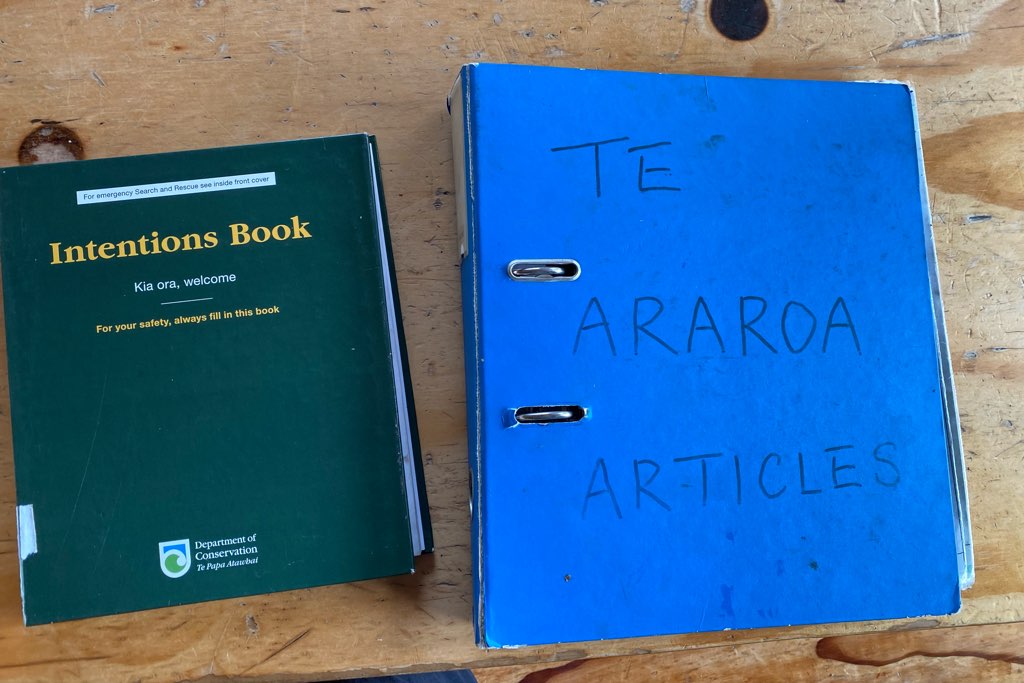 For emergency Search and Rescue see inside front cover
Intentions Book
Kia ora, welcome
For your safety, always fill in this book
Department of
Conservation
Te Papa Atawhai
TE
ARAROA
ARTICLES